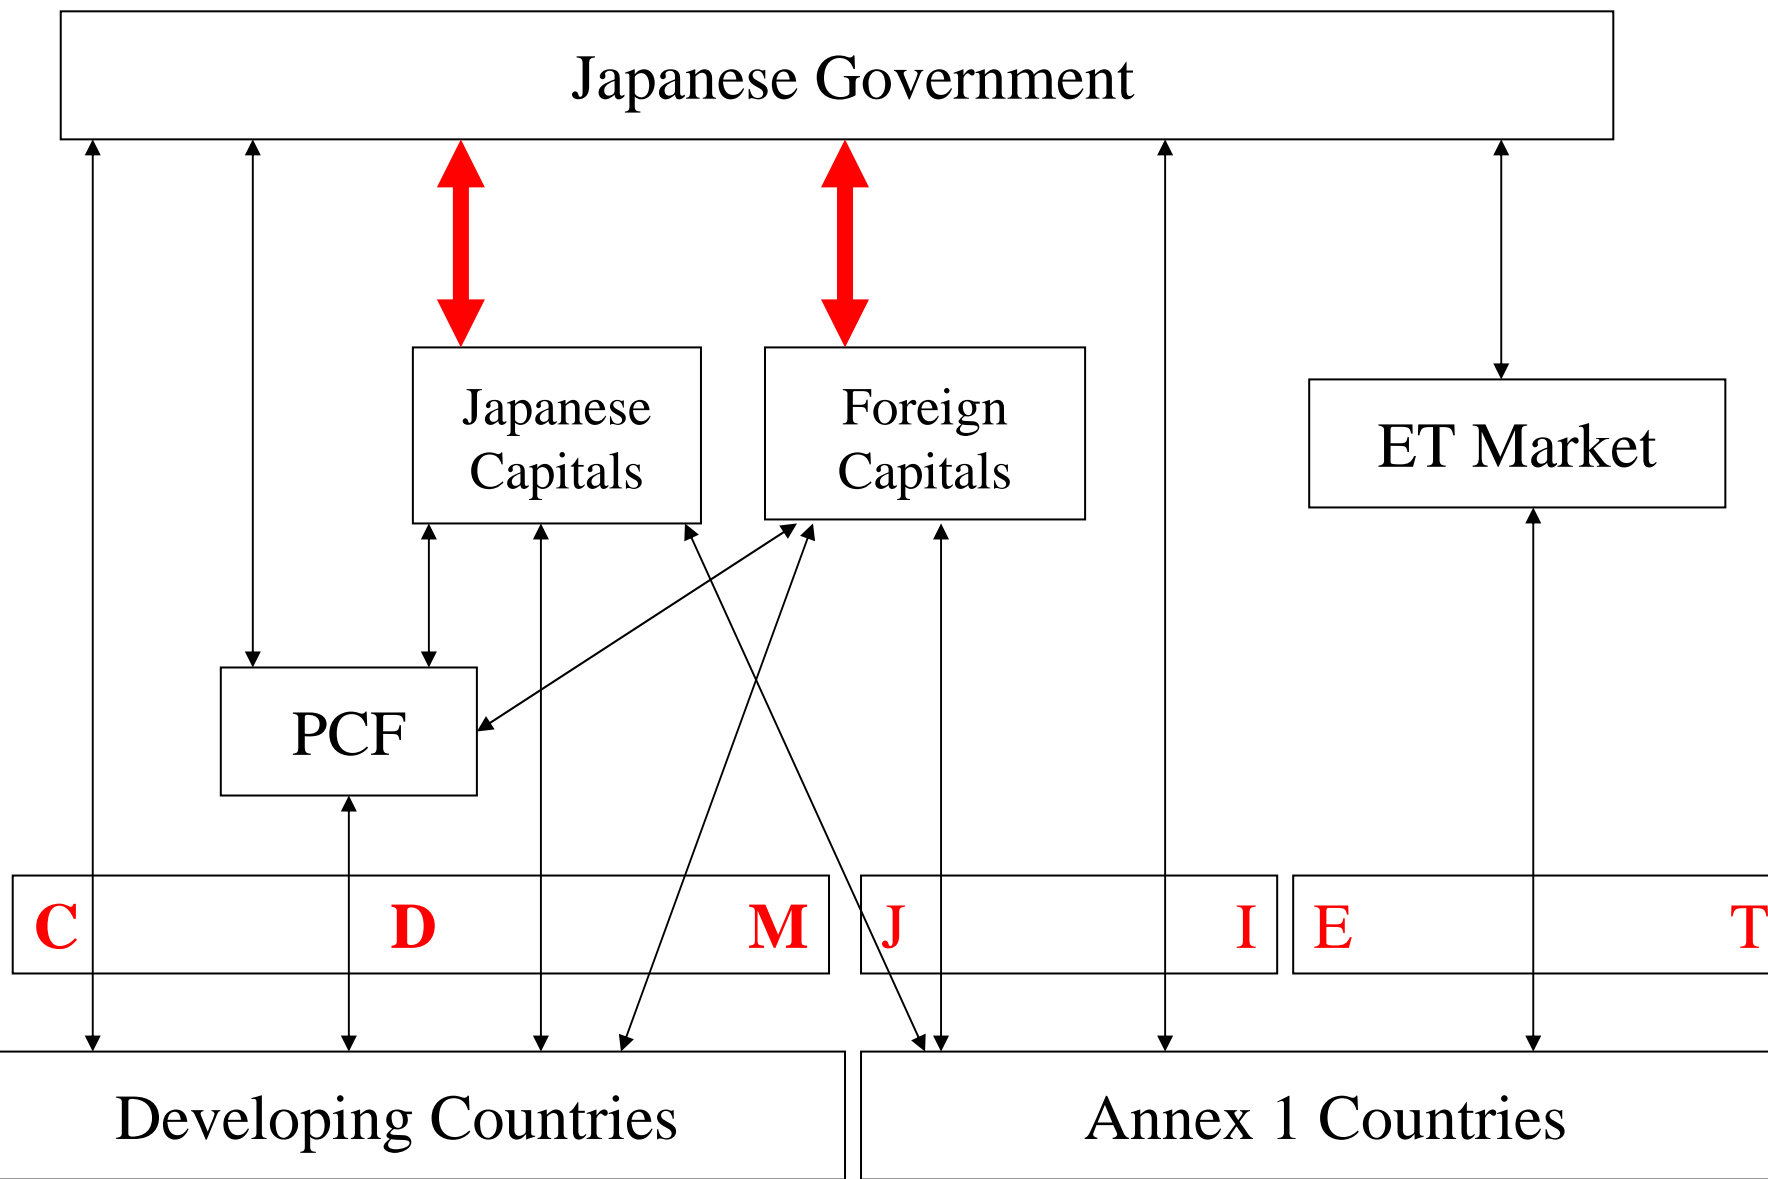 Japanese Government
Japanese
Capitals
Foreign
Capitals
ET Market
PCF
C D M
J I
E T
Developing Countries
Annex 1 Countries